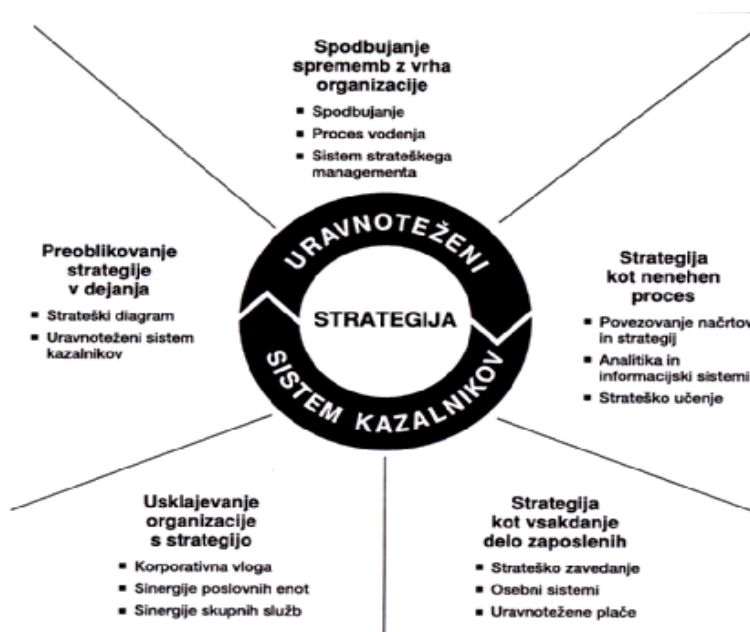 Spodbujanje
sprememb z vrha
organizacije
▪ Spodbujanje
▪ Proces vodenja
▪ Sistem strateškega
managementa
Preoblikovanje
strategije
v dejanja
▪ Strateški diagram
▪ Uravnoteženi sistem
kazalnikov
URAVNOTEŽENI
STRATEGIJA
SISTEM KAZALNIKOV
Strategija
kot nenehen
proces
▪ Povezovanje načrtov
in strategij
▪ Analitika in
informacijski sistemi
▪ Strateško učenje
Usklajevanje
organizacije
s strategijo
▪ Korporativna vloga
▪ Sinergije poslovnih enot
▪ Sinergije skupnih služb
Strategija
kot vsakdanje
delo zaposlenih
▪ Strateško zavedanje
▪ Osebni sistemi
▪ Uravnotežene plače